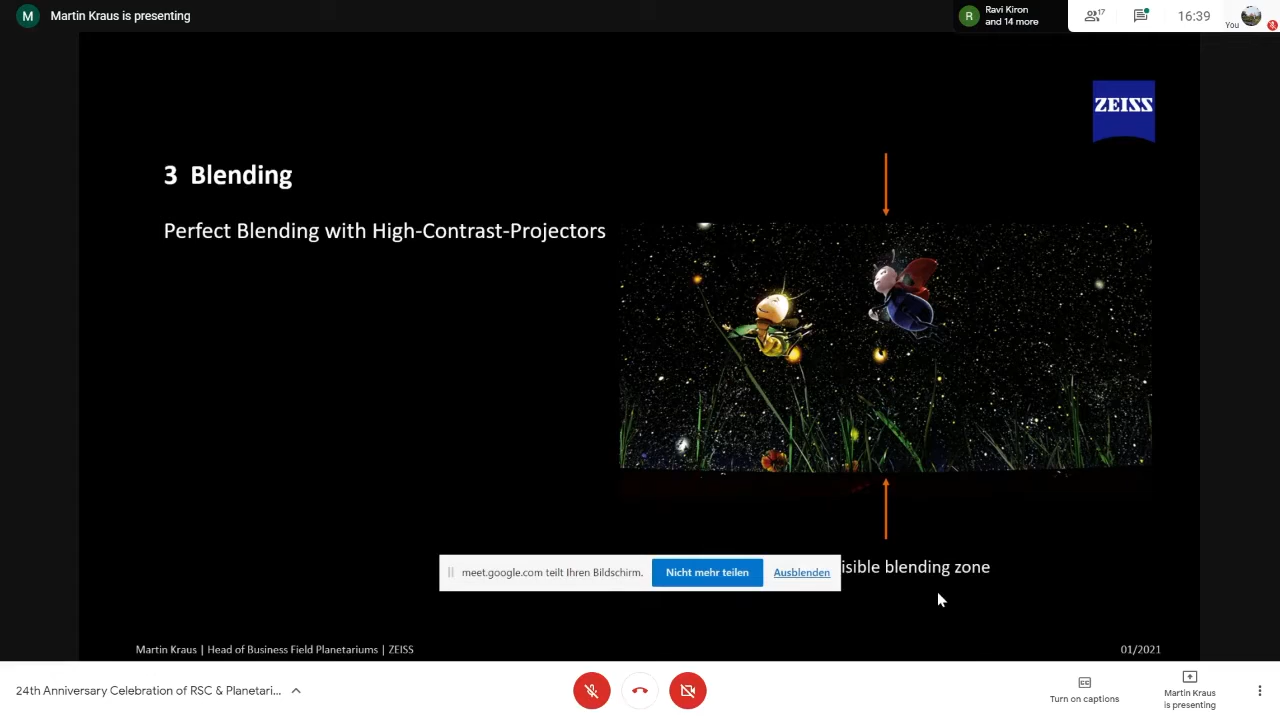 M
Martin Kraus is presenting
R
Ravi Kiron
and 14 more
17
16:39
You
ZEISS
3 Blending
Perfect Blending with High-Contrast-Projectors
meet.google.com teilt Ihren Bildschirm.
Nicht mehr teilen
Ausblenden
isible blending zone
Martin Kraus | Head of Business Field Planetariums | ZEISS
01/2021
24th Anniversary Celebration of RSC & Planetari...
Turn on captions
Martin Kraus
is presenting